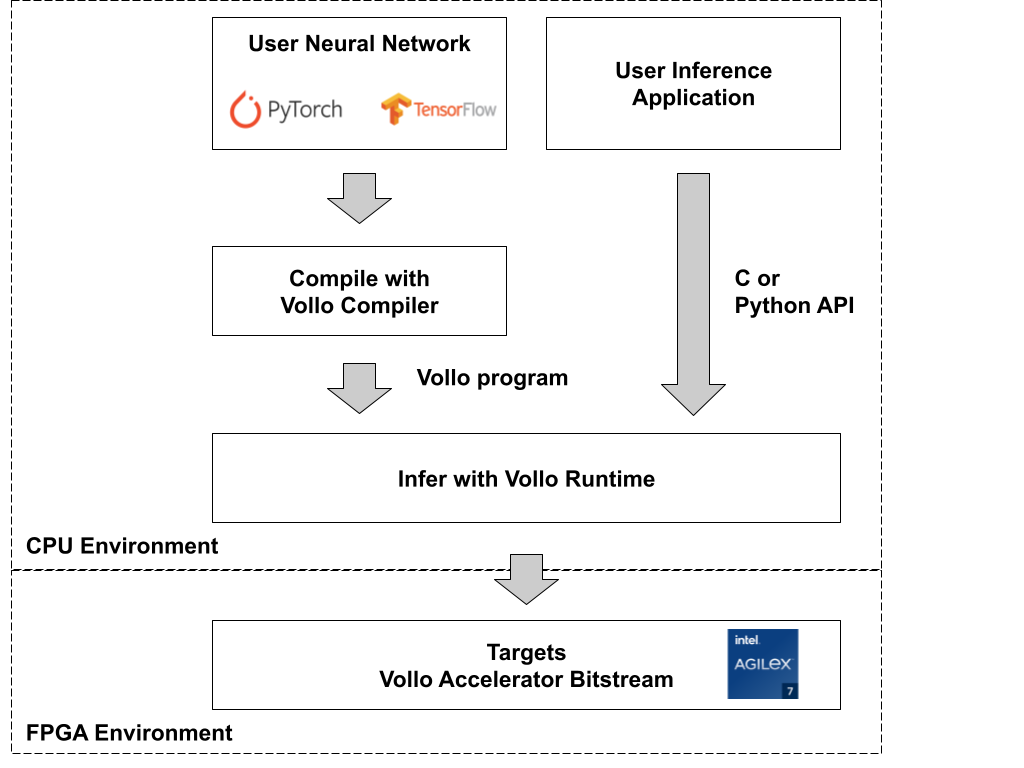 User Neural Network
PyTorch
TensorFlow
User Inference
Application
Compile with
Vollo Compiler
C or
Python API
Vollo program
Infer with Vollo Runtime
CPU Environment
Targets
Vollo Accelerator Bitstream
intel.
AGILEX
7
FPGA Environment